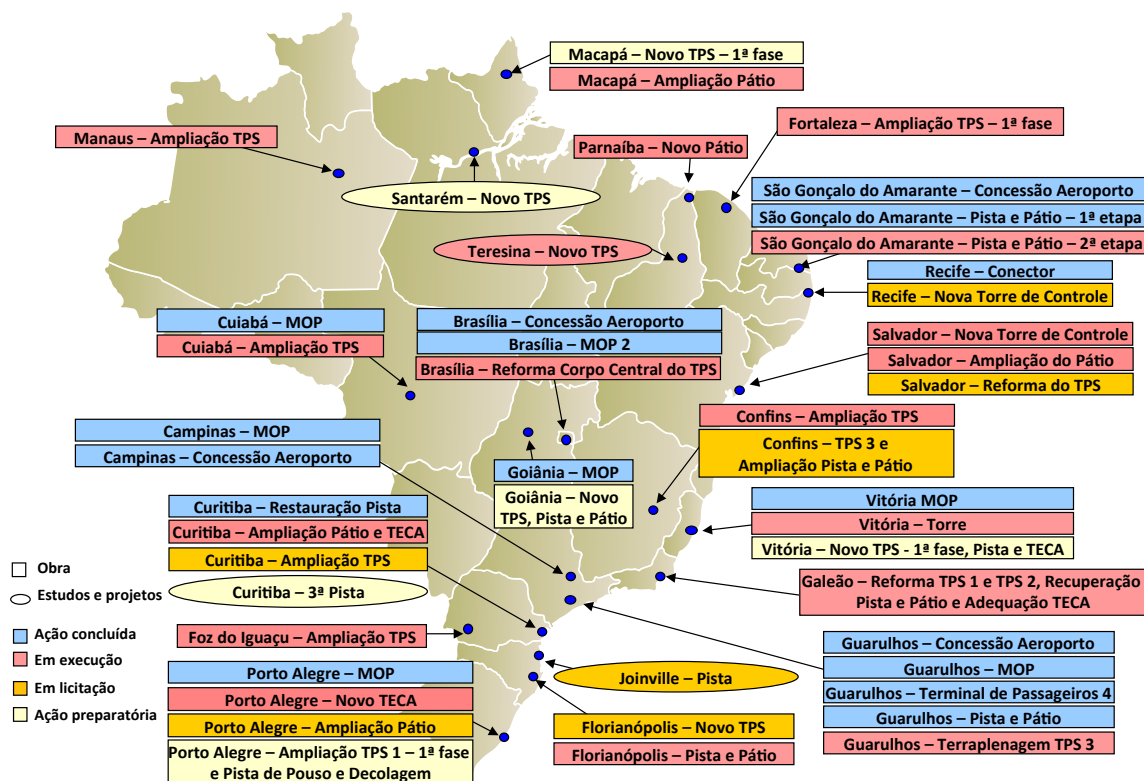 Macapá – Novo TPS – 1ª fase
Macapá – Ampliação Pátio
Manaus – Ampliação TPS
Fortaleza – Ampliação TPS – 1ª fase
Parnaíba – Novo Pátio
Santarém – Novo TPS
São Gonçalo do Amarante – Concessão Aeroporto
São Gonçalo do Amarante – Pista e Pátio – 1ª etapa
São Gonçalo do Amarante – Pista e Pátio – 2ª etapa
Teresina – Novo TPS
Recife – Conector
Recife – Nova Torre de Controle
Cuiabá – MOP
Cuiabá – Ampliação TPS
Brasília – Concessão Aeroporto
Brasília – MOP 2
Brasília – Reforma Corpo Central do TPS
Salvador – Nova Torre de Controle
Salvador – Ampliação do Pátio
Salvador – Reforma do TPS
Confins – Ampliação TPS
Confins – TPS 3 e
Ampliação Pista e Pátio
Campinas – MOP
Campinas – Concessão Aeroporto
Goiânia – MOP
Goiânia – Novo
TPS, Pista e Pátio
Vitória MOP
Vitória – Torre
Vitória – Novo TPS - 1ª fase, Pista e TECA
Curitiba – Restauração Pista
Curitiba – Ampliação Pátio e TECA
Curitiba – Ampliação TPS
Curitiba – 3ª Pista
Galeão – Reforma TPS 1 e TPS 2, Recuperação
Pista e Pátio e Adequação TECA
Foz do Iguaçu – Ampliação TPS
Guarulhos – Concessão Aeroporto
Guarulhos – MOP
Guarulhos – Terminal de Passageiros 4
Guarulhos – Pista e Pátio
Guarulhos – Terraplenagem TPS 3
Porto Alegre – MOP
Porto Alegre – Novo TECA
Porto Alegre – Ampliação Pátio
Porto Alegre – Ampliação TPS 1 – 1ª fase
e Pista de Pouso e Decolagem
Joinville – Pista
Florianópolis – Novo TPS
Florianópolis – Pista e Pátio
Obra
Estudos e projetos
Ação concluída
Em execução
Em licitação
Ação preparatória